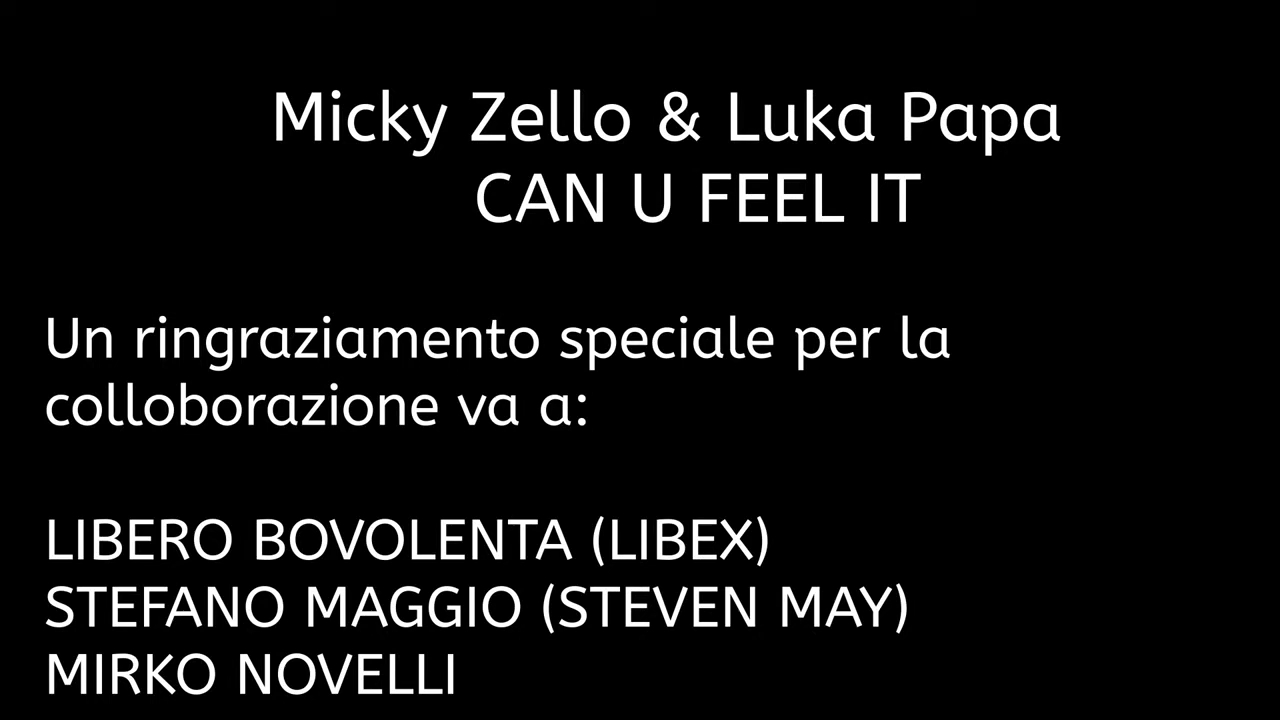 Micky Zello & Luka Papa
CAN U FEEL IT
Un ringraziamento speciale per la
colloborazione va a:
LIBERO BOVOLENTA (LIBEX)
STEFANO MAGGIO (STEVEN MAY)
MIRKO NOVELLI